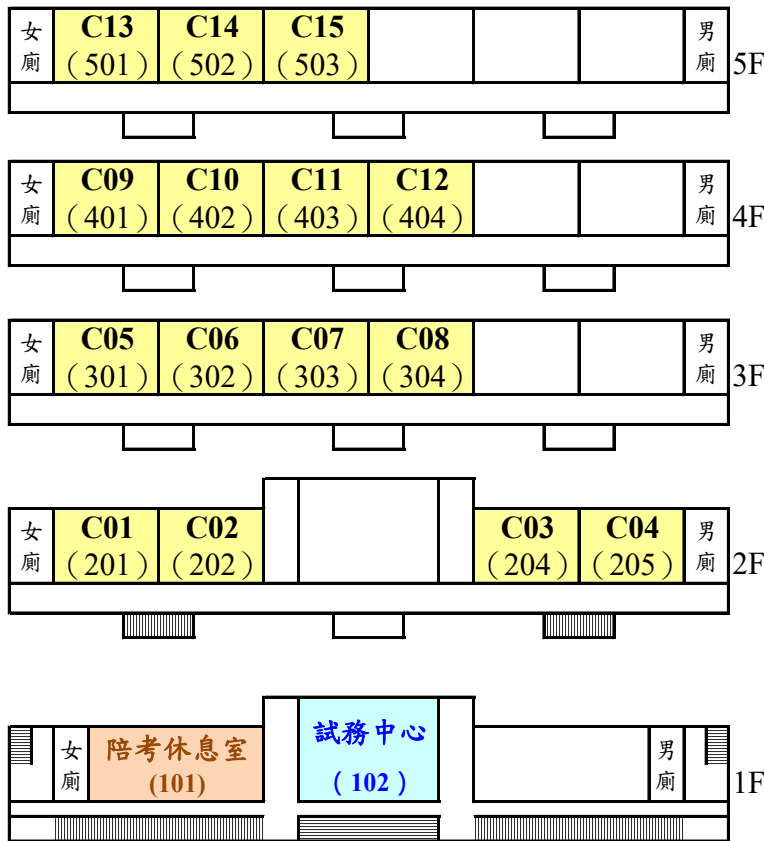 女廁 C13 C14 C15 男廁
（501） （502） （503） 5F
女廁 C09 C10 C11 C12 男廁
（401） （402） （403） （404） 4F
女廁 C05 C06 C07 C08 男廁
（301） （302） （303） （304） 3F
女廁 C01 C02 C03 C04 男廁
（201） （202） （204） （205） 2F
女廁 陪考休息室 試務中心 男廁
(101) （102） 1F